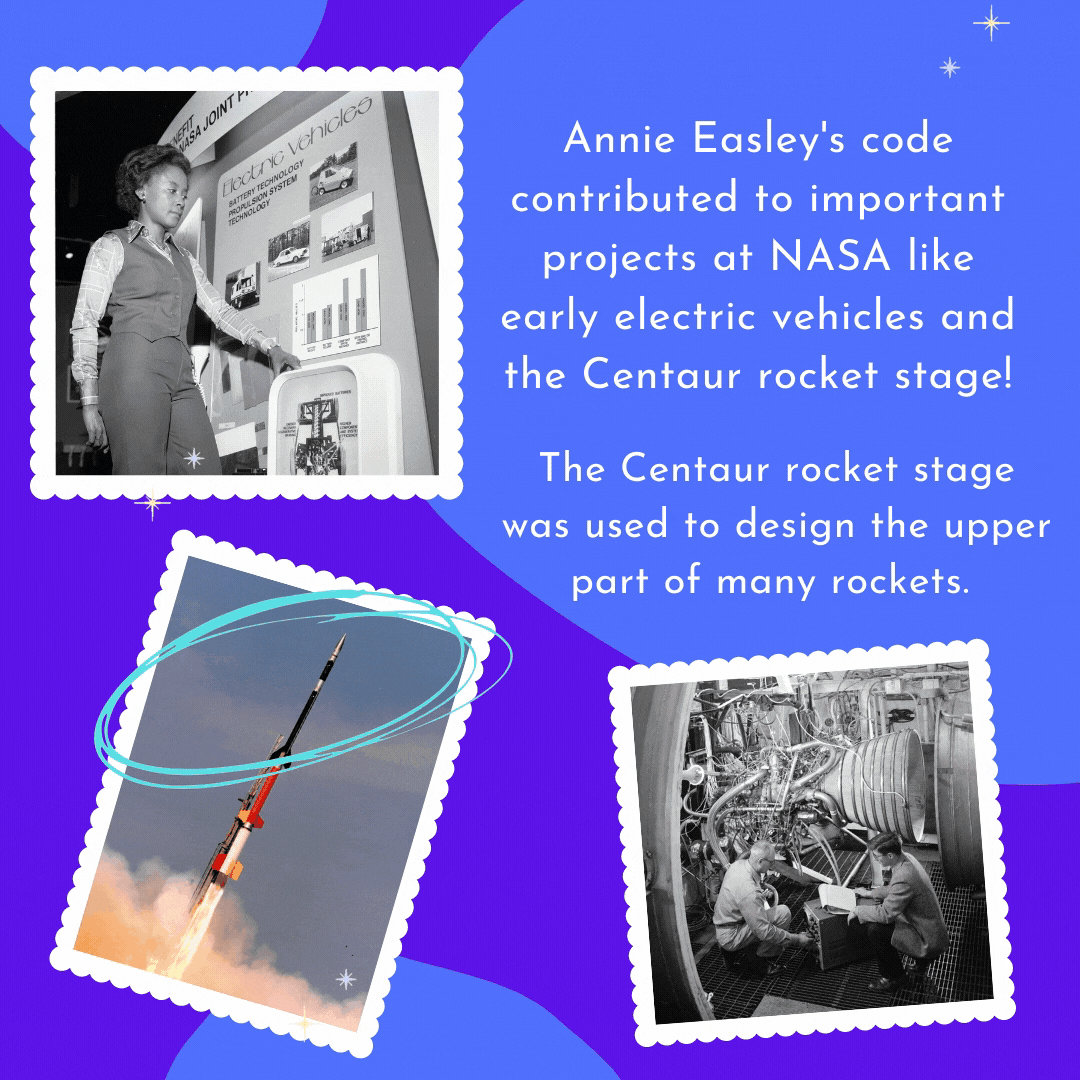 NEFIT
NASA JOINT
Electric Vehicles
BATTERY TECHNOLOGY
PROPULSION SYSTEM
TECHNOLOGY
Annie Easley's code
contributed to important
projects at NASA like
early electric vehicles and
the Centaur rocket stage!
The Centaur rocket stage
was used to design the upper
part of many rockets.